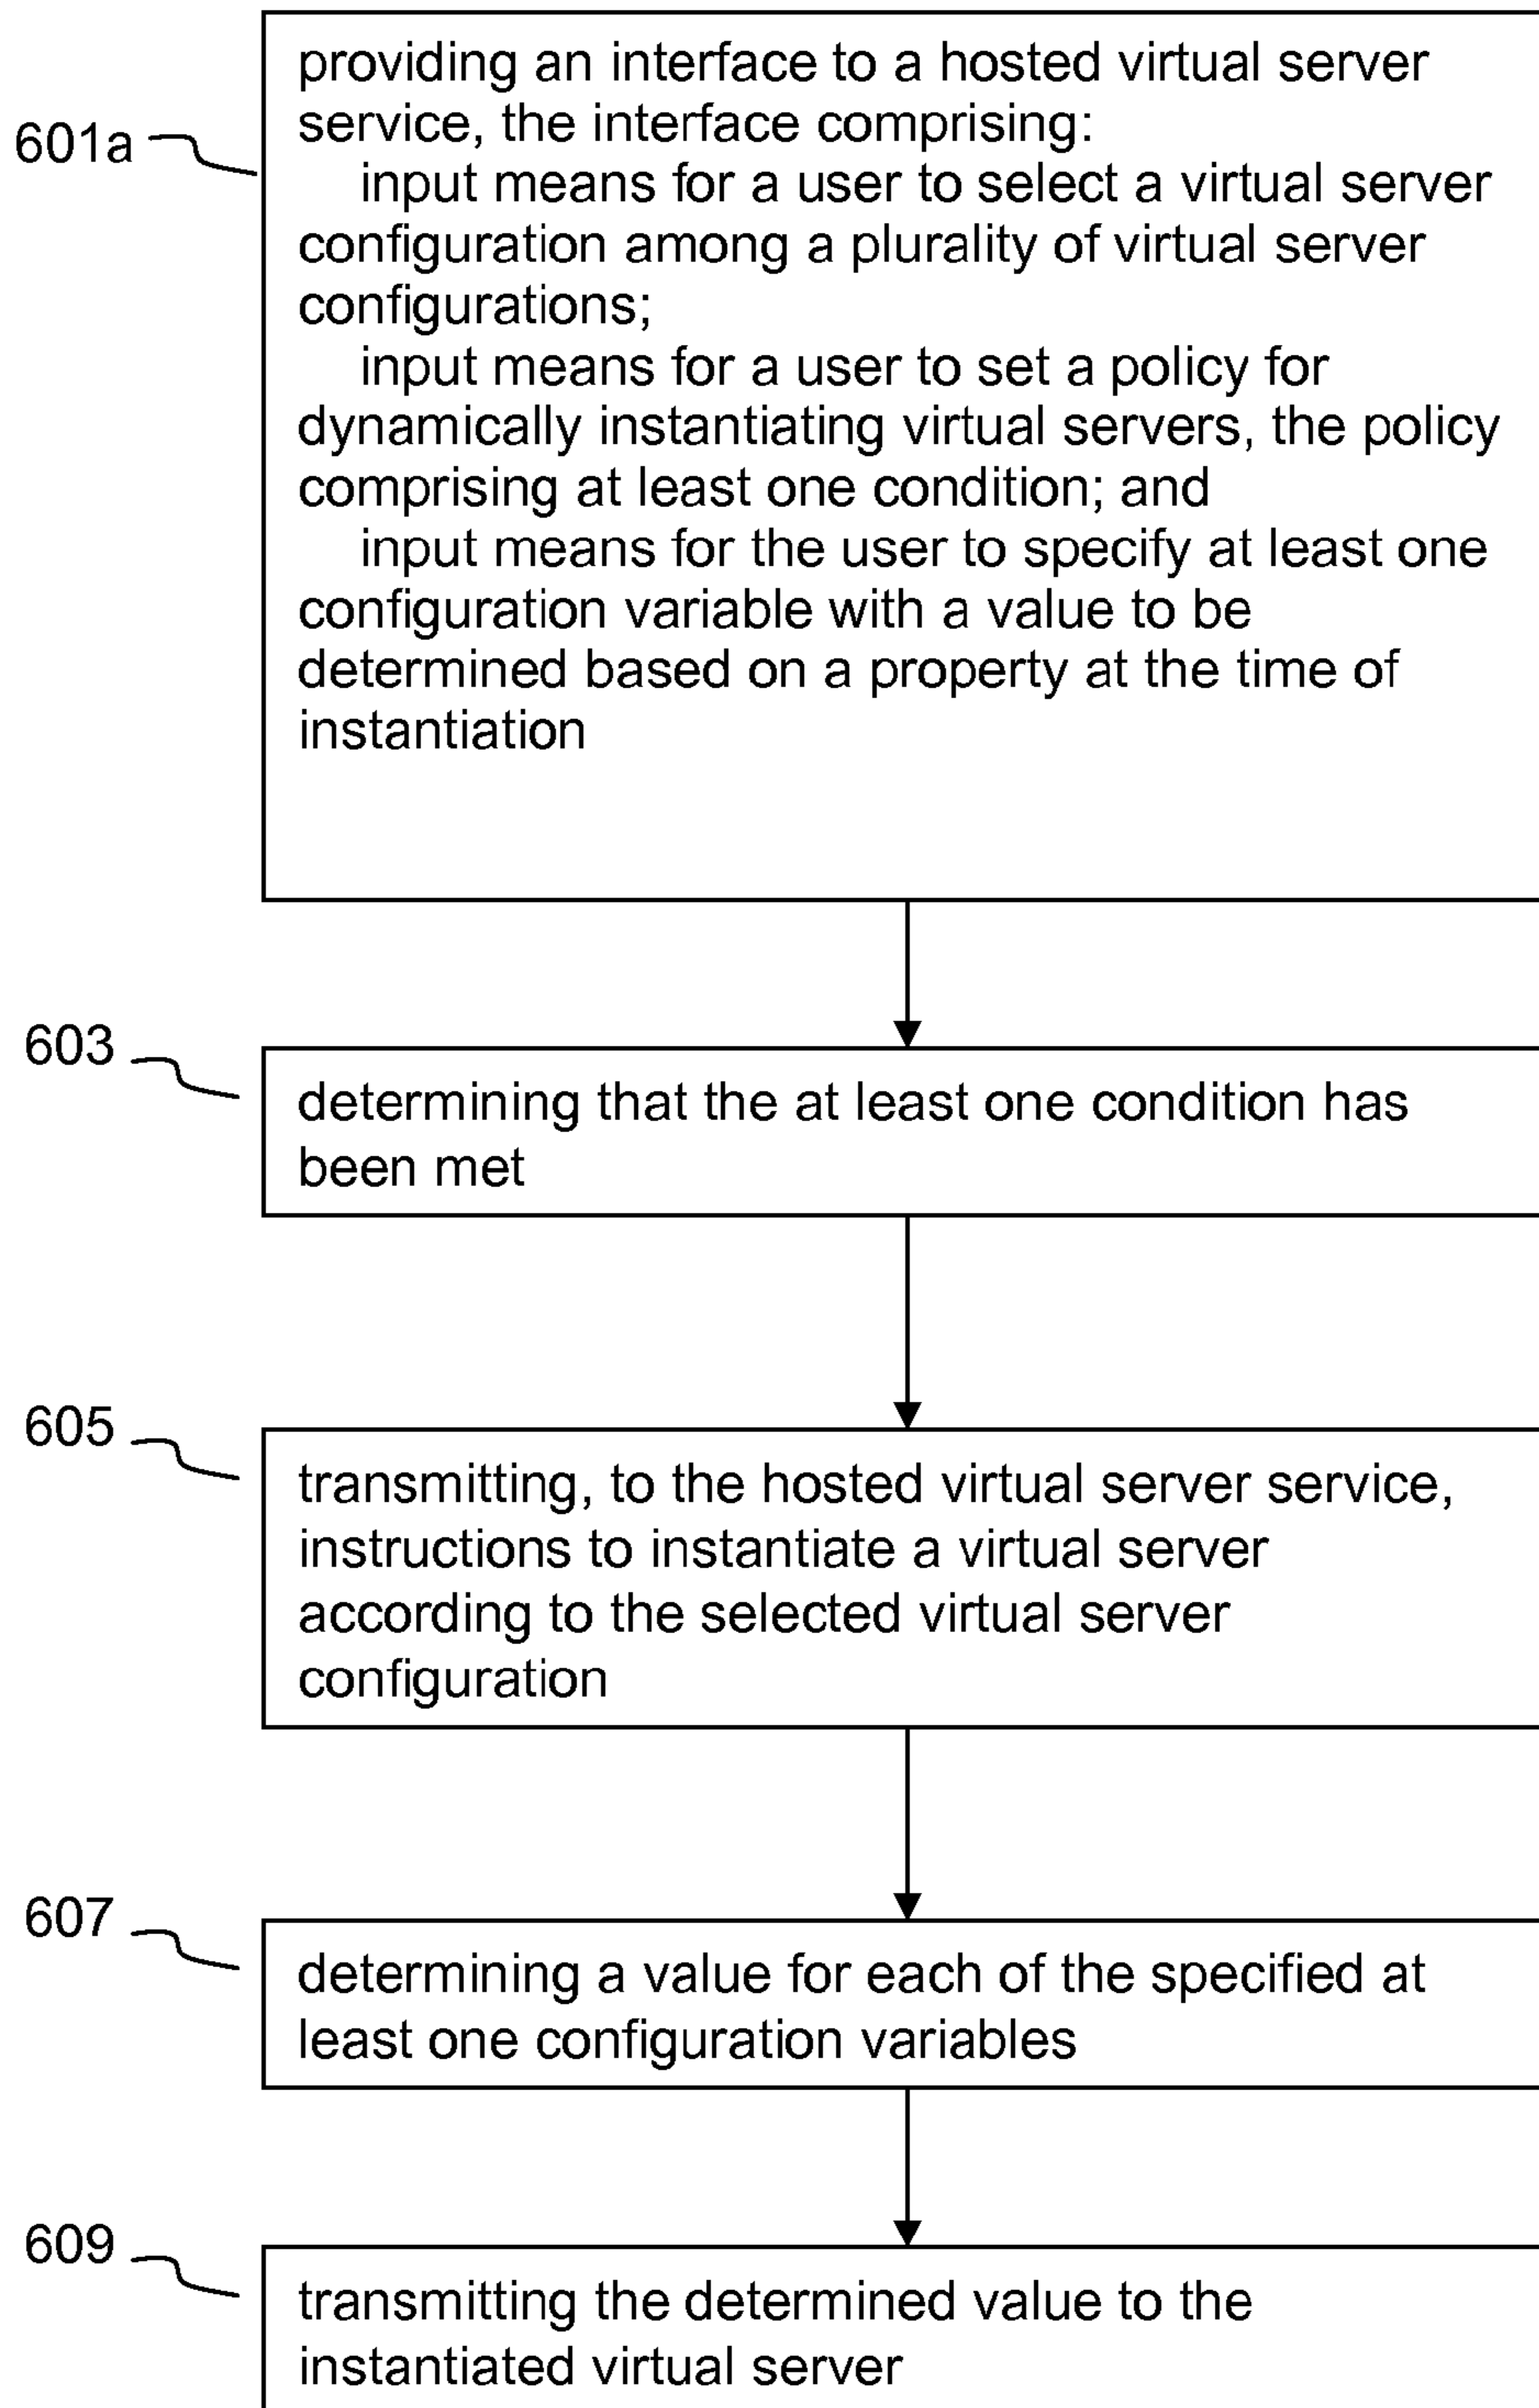 601a
providing an interface to a hosted virtual server
service, the interface comprising:
input means for a user to select a virtual server
configuration among a plurality of virtual server
configurations;
input means for a user to set a policy for
dynamically instantiating virtual servers, the policy
comprising at least one condition; and
input means for the user to specify at least one
configuration variable with a value to be
determined based on a property at the time of
instantiation
603
determining that the at least one condition has
been met
605
transmitting, to the hosted virtual server service,
instructions to instantiate a virtual server
according to the selected virtual server
configuration
607
determining a value for each of the specified at
least one configuration variables
609
transmitting the determined value to the
instantiated virtual server